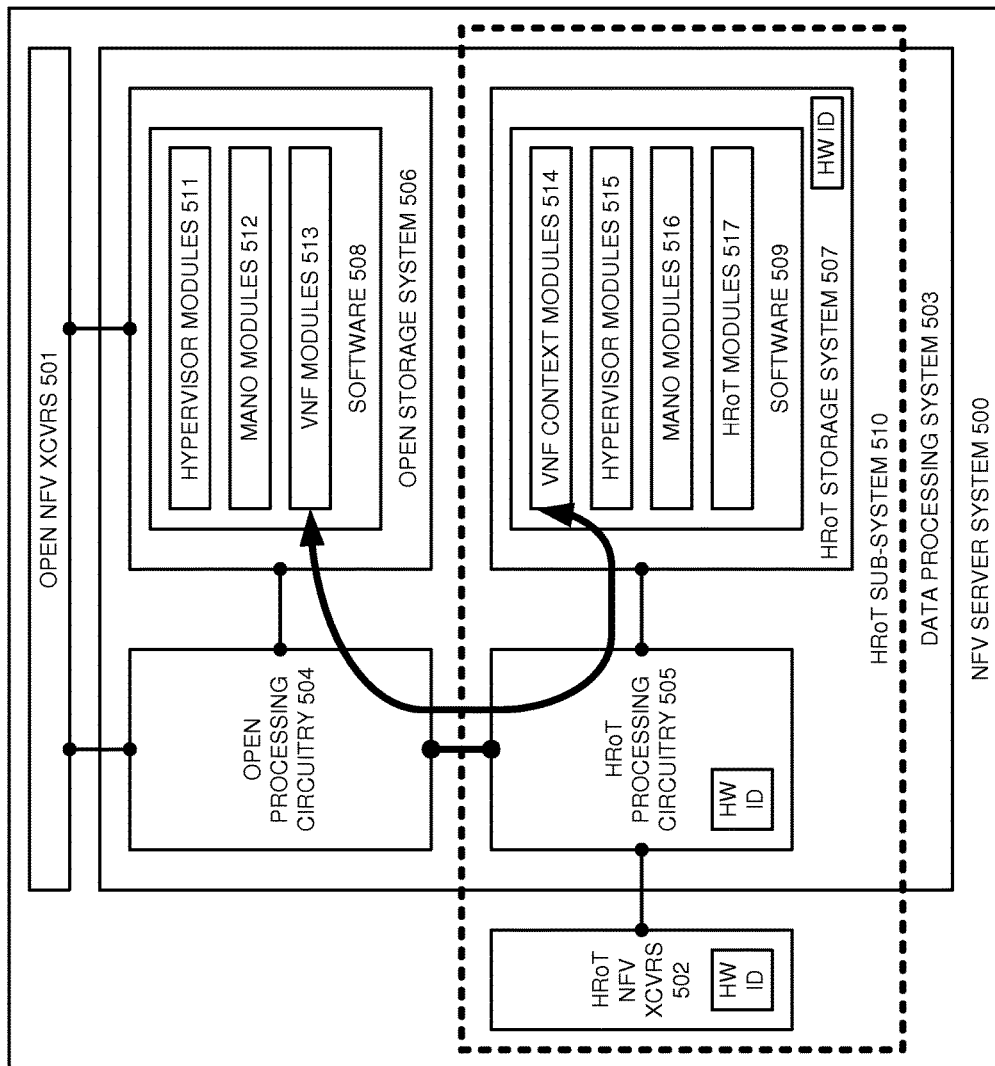 OPEN NFV XCVRS 501
OPEN
PROCESSING
CIRCUITRY 504
HYPERVISOR MODULES 511
MANO MODULES 512
VNF MODULES 513
SOFTWARE 508
OPEN STORAGE SYSTEM 506
HRoT
NFV
XCVRS
502
HW
ID
HRoT
PROCESSING
CIRCUITRY 505
HW
ID
VNF CONTEXT MODULES 514
HYPERVISOR MODULES 515
MANO MODULES 516
HRoT MODULES 517
SOFTWARE 509
HW ID
HRoT STORAGE SYSTEM 507
HRoT SUB-SYSTEM 510
DATA PROCESSING SYSTEM 503
NFV SERVER SYSTEM 500